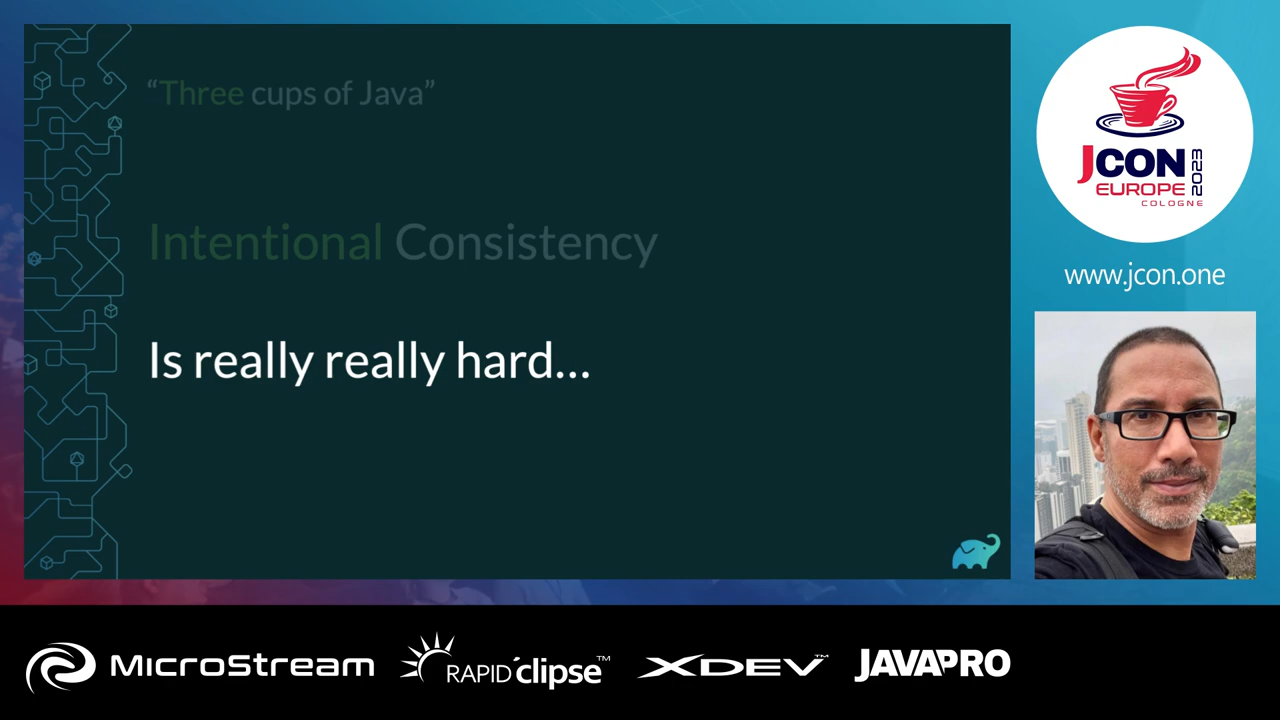 “Three cups of Java”
Intentional Consistency
Is really really hard...
JCON
EUROPE
2023
COLOGNE
www.jcon.one
MicroStream
RAPID'clipse™
XDEV™
JAVAPRO